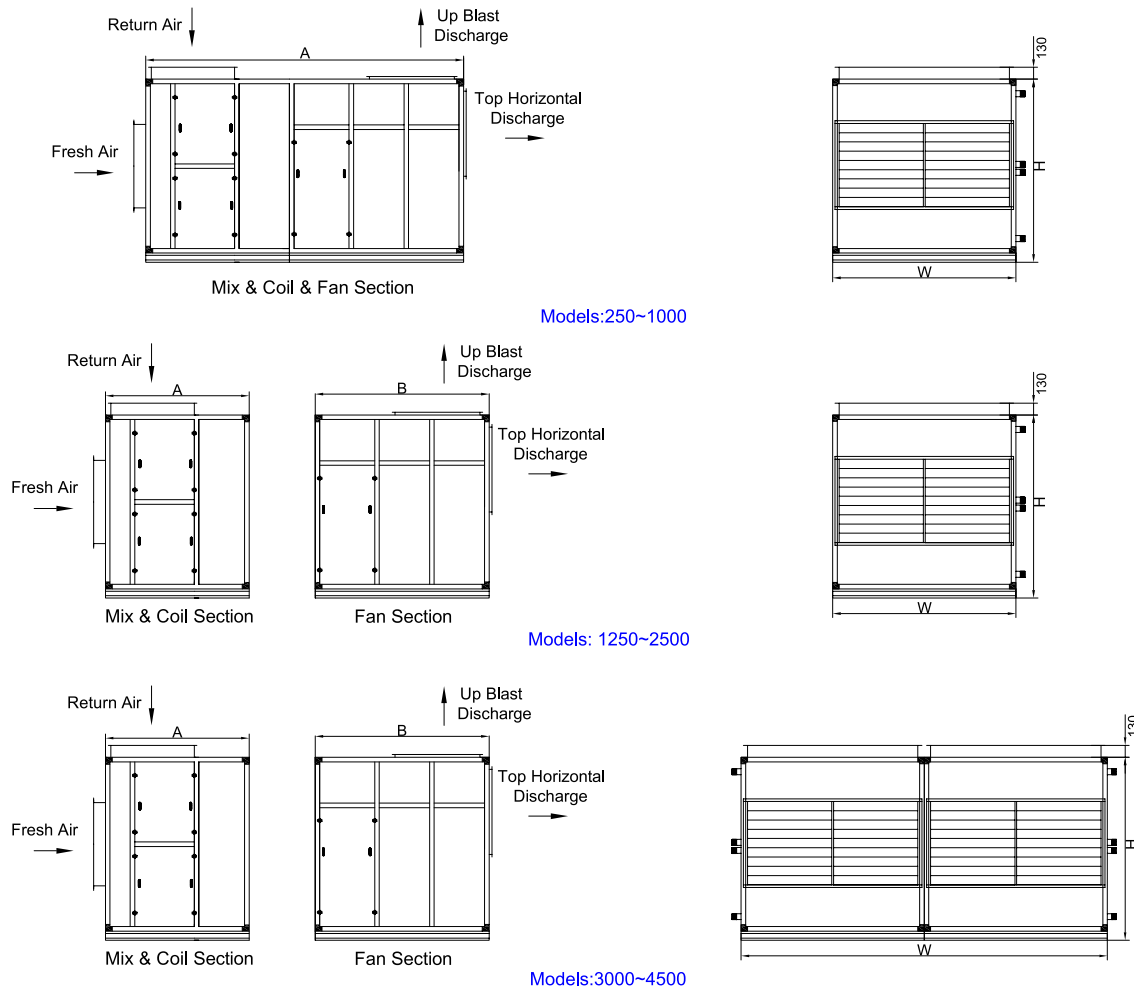 Return Air
Up Blast
Discharge
A
Top Horizontal
Discharge
Fresh Air
Mix & Coil & Fan Section
130
H
W
Models:250~1000
Return Air
Up Blast
Discharge
A
B
Top Horizontal
Discharge
Fresh Air
Mix & Coil Section
Fan Section
130
H
W
Models: 1250~2500
Return Air
Up Blast
Discharge
A
B
Top Horizontal
Discharge
Fresh Air
Mix & Coil Section
Fan Section
130
H
W
Models:3000~4500